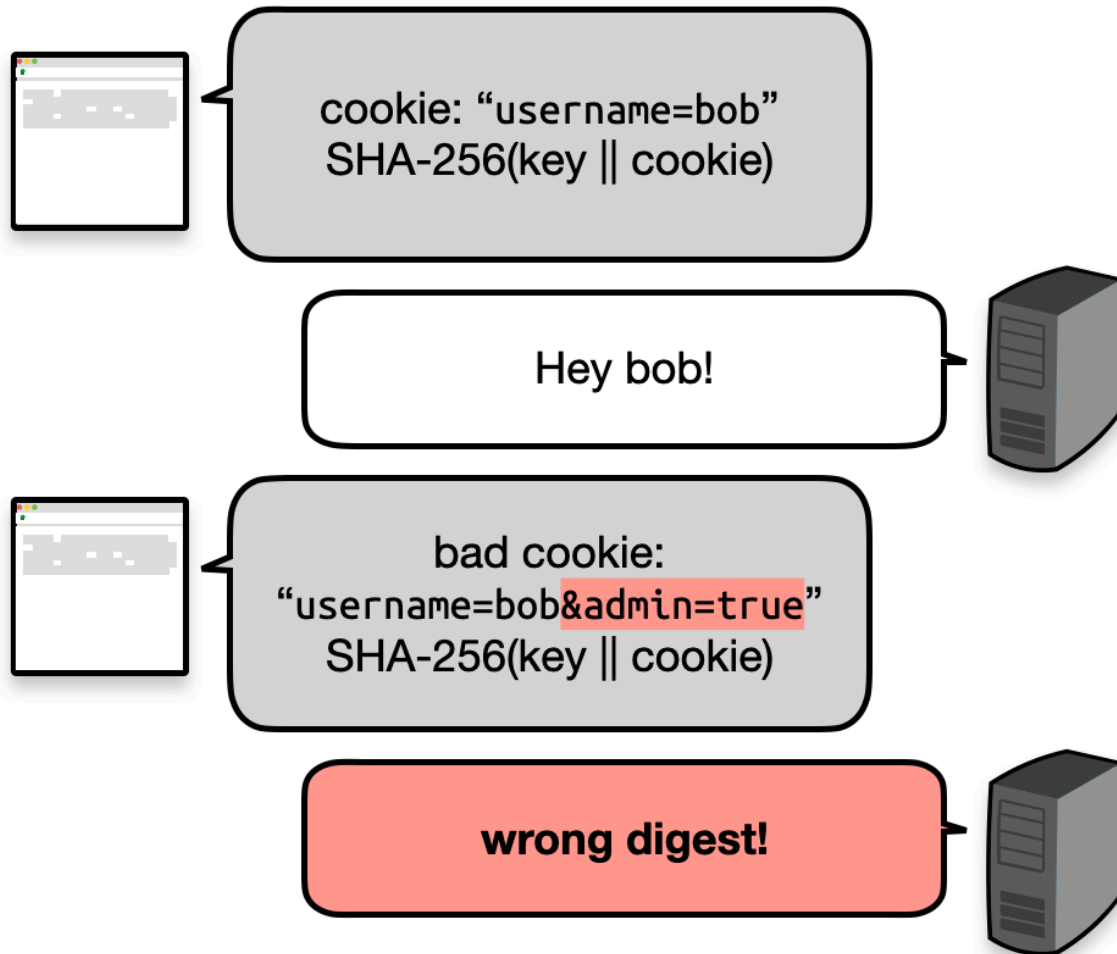 cookie: “username=bob”
SHA-256(key || cookie)
Hey bob!
bad cookie:
“username=bob&admin=true”
SHA-256(key || cookie)
wrong digest!